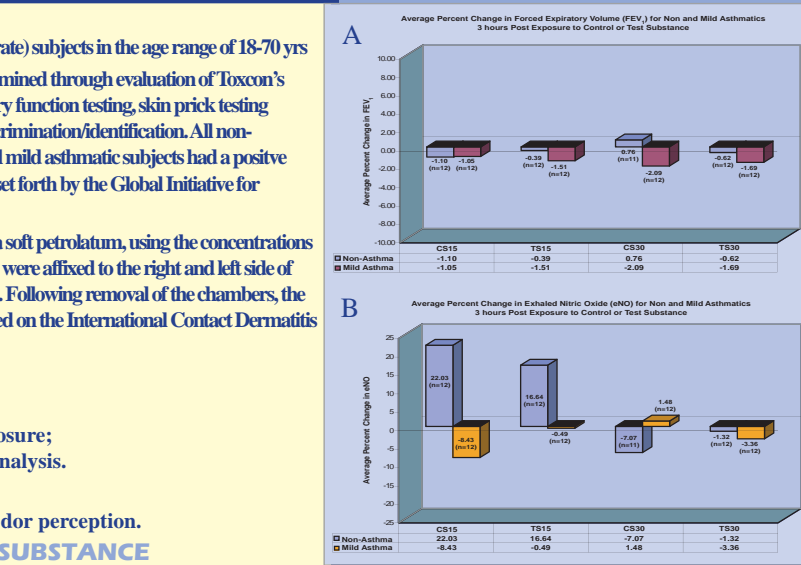 rate) subjects in the age range of 18-70 yrs
mined through evaluation of Toxcon's
ry function testing, skin prick testing
crimination/identification. All non-
d mild asthmatic subjects had a positve
set forth by the Global Initiative for
n soft petrolatum, using the concentrations
were affixed to the right and left side of
. Following removal of the chambers, the
ed on the International Contact Dermatitis
osure;
nalysis.
dor perception.
SUBSTANCE
A
Average Percent Change in Forced Expiratory Volume (FEV1) for Non and Mild Asthmatics
3 hours Post Exposure to Control or Test Substance
Average Percent Change in FEV1
10.00
8.00
6.00
4.00
2.00
0.00
-2.00
-4.00
-6.00
-8.00
-10.00
-1.10
(n=12)
-1.05
(n=12)
-0.39
(n=12)
-1.51
(n=12)
0.76
(n=11)
-2.09
(n=12)
-0.62
(n=12)
-1.69
(n=12)
CS15 TS15 CS30 TS30
Non-Asthma -1.10 -0.39 0.76 -0.62
Mild Asthma -1.05 -1.51 -2.09 -1.69
B
Average Percent Change in Exhaled Nitric Oxide (eNO) for Non and Mild Asthmatics
3 hours Post Exposure to Control or Test Substance
Average Percent Change in eNO
25
20
15
10
5
0
-5
-10
-15
-20
-25
22.03
(n=12)
-8.43
(n=12)
16.64
(n=12)
-0.49
(n=12)
-7.07
(n=11)
1.48
(n=12)
-1.32
(n=12)
-3.36
(n=12)
CS15 TS15 CS30 TS30
Non-Asthma 22.03 16.64 -7.07 -1.32
Mild Asthma -8.43 -0.49 1.48 -3.36